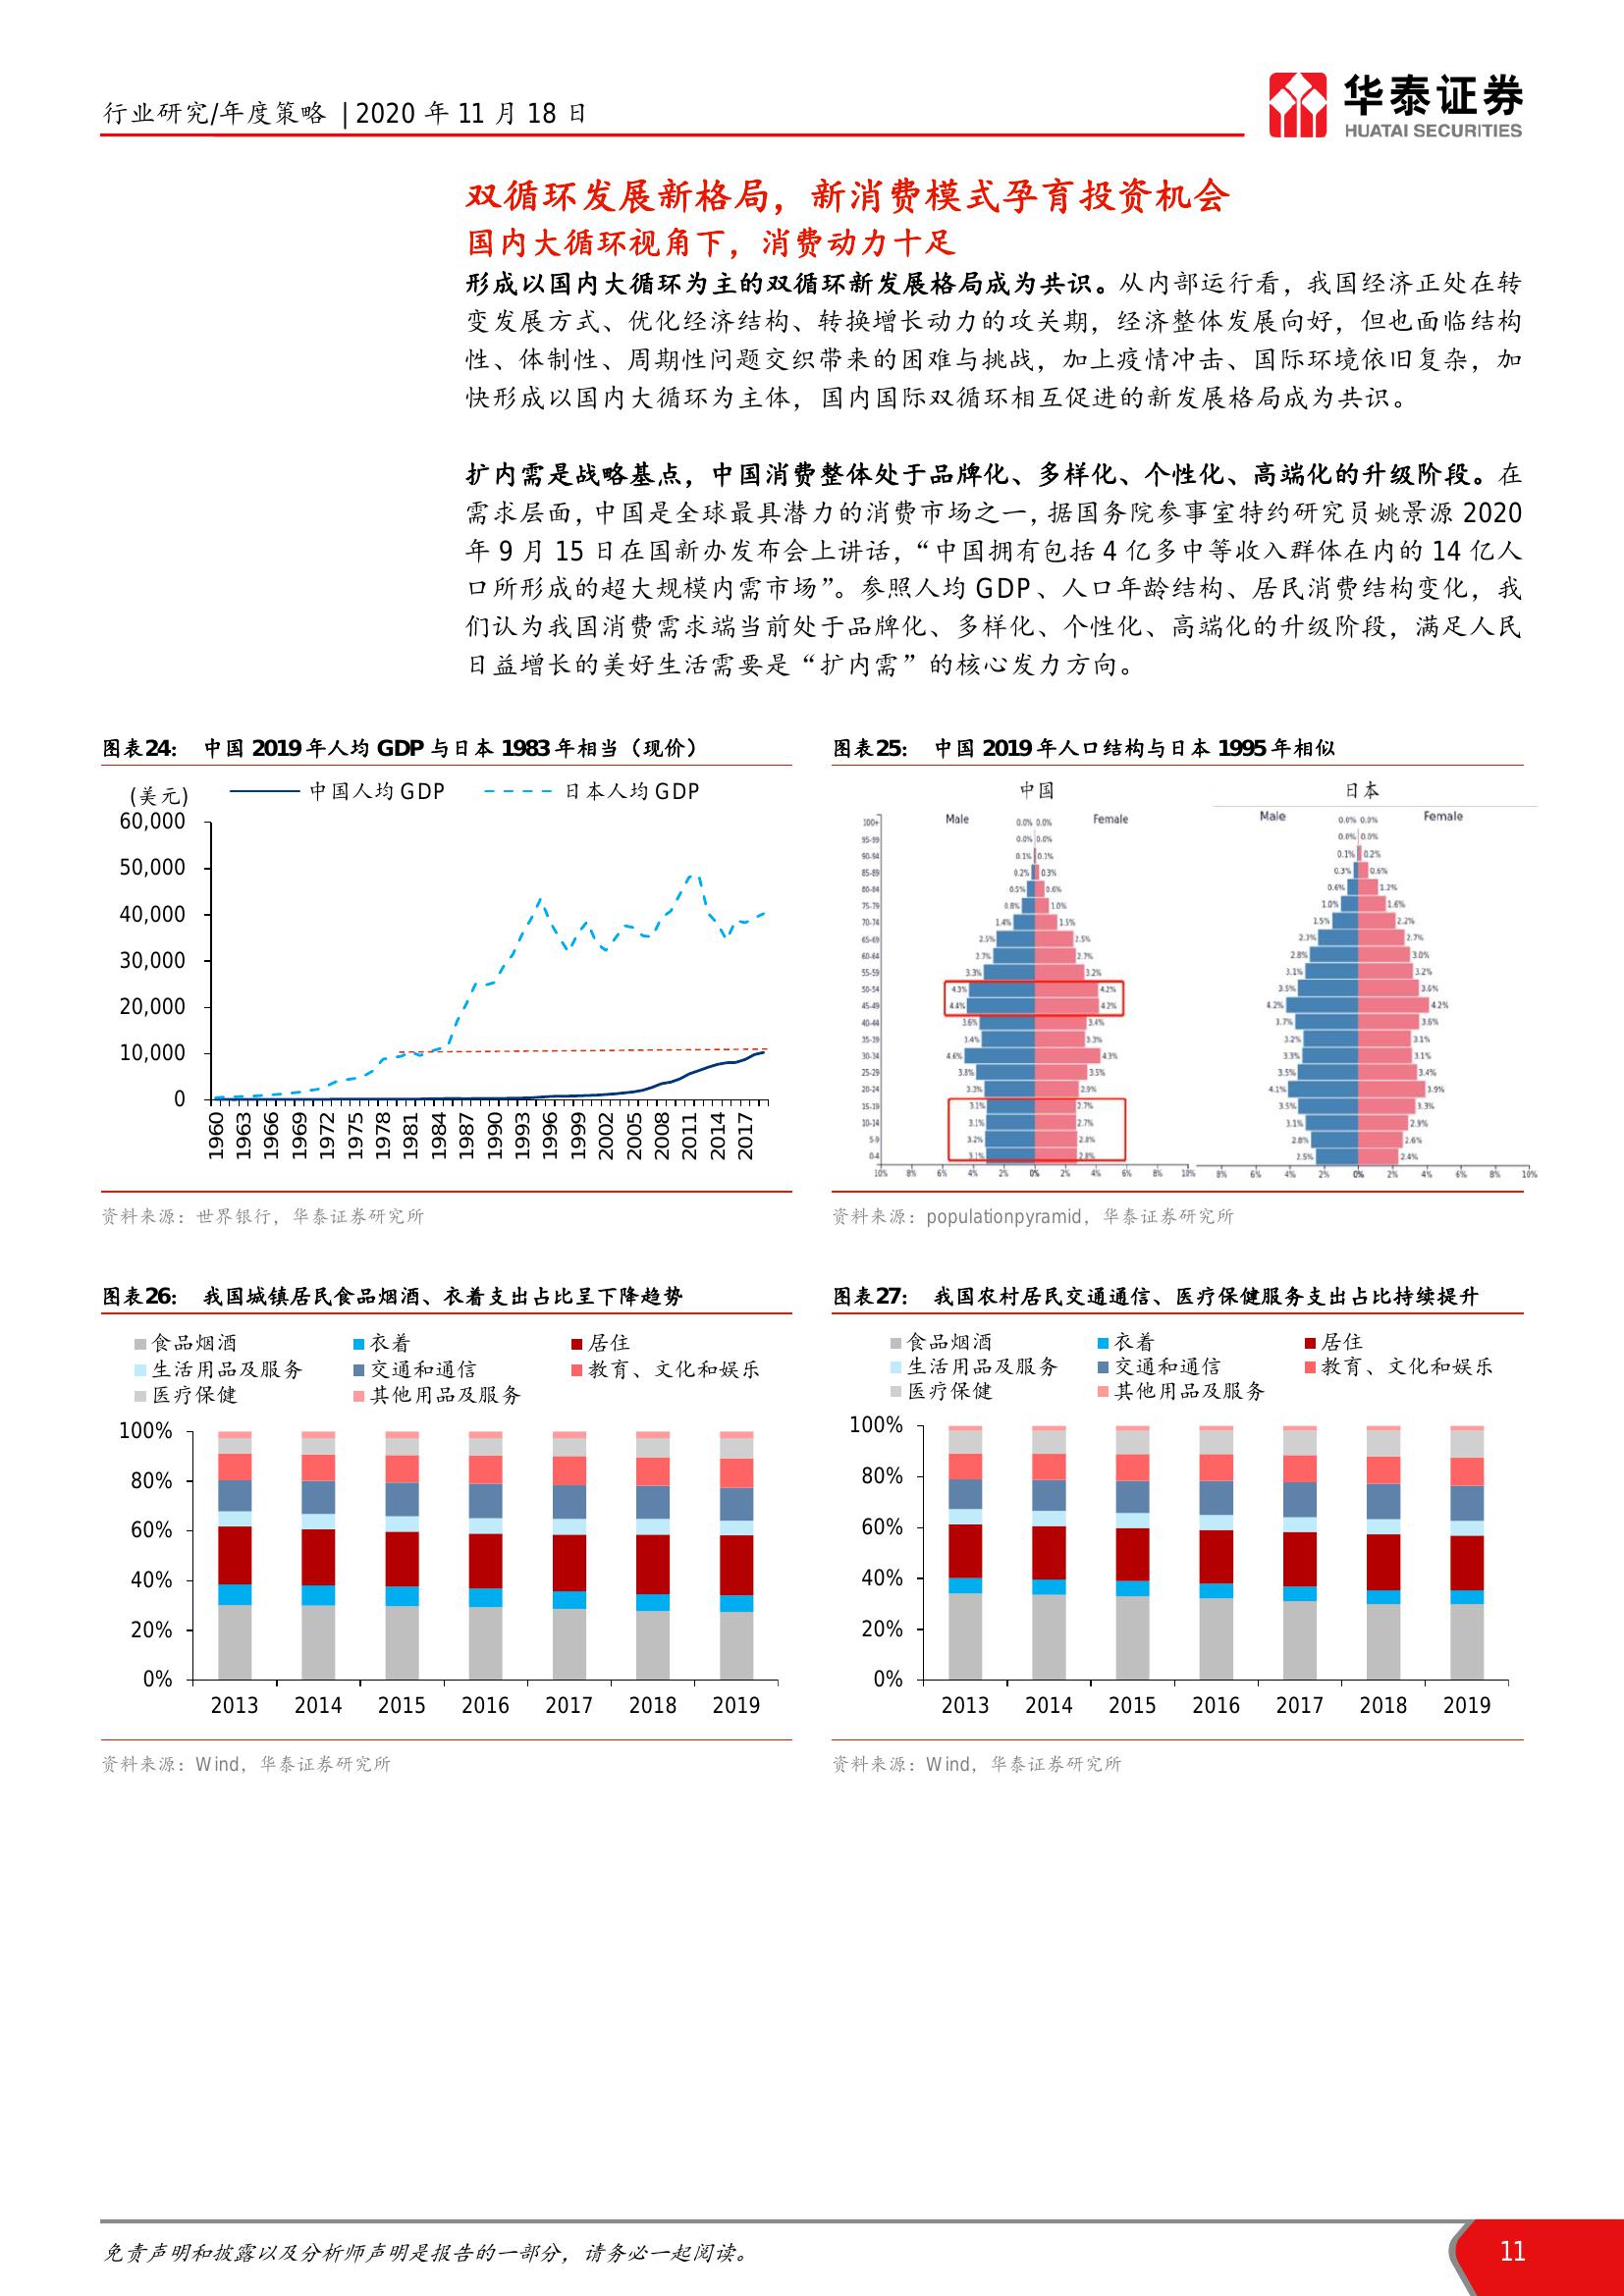 行业研究/年度策略 | 2020 年 11 月 18 日
华泰证券
HUATAI SECURITIES
双循环发展新格局，新消费模式孕育投资机会
国内大循环视角下，消费动力十足
形成以国内大循环为主的双循环新发展格局成为共识。从内部运行看，我国经济正处在转
变发展方式、优化经济结构、转换增长动力的攻关期，经济整体发展向好，但也面临结构
性、体制性、周期性问题交织带来的困难与挑战，加上疫情冲击、国际环境依旧复杂，加
快形成以国内大循环为主体，国内国际双循环相互促进的新发展格局成为共识。
扩内需是战略基点，中国消费整体处于品牌化、多样化、个性化、高端化的升级阶段。在
需求层面，中国是全球最具潜力的消费市场之一，据国务院参事室特约研究员姚景源 2020
年 9 月 15 日在国新办发布会上讲话，“中国拥有包括 4 亿多中等收入群体在内的 14 亿人
口所形成的超大规模内需市场”。参照人均 GDP、人口年龄结构、居民消费结构变化，我
们认为我国消费需求端当前处于品牌化、多样化、个性化、高端化的升级阶段，满足人民
日益增长的美好生活需要是“扩内需”的核心发力方向。
图表24： 中国 2019 年人均 GDP 与日本 1983 年相当（现价）
(美元)
中国人均 GDP 日本人均 GDP
60,000
50,000
40,000
30,000
20,000
10,000
0
1960 1963 1966 1969 1972 1975 1978 1981 1984 1987 1990 1993 1996 1999 2002 2005 2008 2011 2014 2017
资料来源：世界银行，华泰证券研究所
图表25： 中国 2019 年人口结构与日本 1995 年相似
中国 日本
Male Female Male Female
100+ 0.0% 0.0% 0.0% 0.0%
95-99 0.0% 0.0% 0.0% 0.0%
90-94 0.1% 0.1% 0.1% 0.2%
85-89 0.2% 0.3% 0.3% 0.6%
80-84 0.5% 0.6% 0.6% 1.2%
75-79 0.8% 1.0% 1.0% 1.6%
70-74 1.4% 1.5% 1.5% 2.2%
65-69 2.5% 2.5% 2.3% 2.7%
60-64 2.7% 2.7% 2.8% 3.0%
55-59 3.3% 3.2% 3.1% 3.2%
50-54 4.3% 4.2% 3.5% 3.6%
45-49 4.4% 4.2% 4.2% 4.2%
40-44 3.6% 3.4% 3.7% 3.6%
35-39 3.4% 3.3% 3.2% 3.1%
30-34 4.6% 4.3% 3.3% 3.1%
25-29 3.8% 3.5% 3.5% 3.4%
20-24 3.3% 2.9% 4.1% 3.9%
15-19 3.1% 2.7% 3.5% 3.3%
10-14 3.1% 2.7% 3.1% 2.9%
5-9 3.2% 2.8% 2.8% 2.6%
0-4 3.1% 2.8% 2.5% 2.4%
10% 8% 6% 4% 2% 0% 2% 4% 6% 8% 10% 8% 6% 4% 2% 0% 2% 4% 6% 8% 10%
资料来源：populationpyramid，华泰证券研究所
图表26： 我国城镇居民食品烟酒、衣着支出占比呈下降趋势
食品烟酒 衣着 居住
生活用品及服务 交通和通信 教育、文化和娱乐
医疗保健 其他用品及服务
100%
80%
60%
40%
20%
0%
2013 2014 2015 2016 2017 2018 2019
资料来源：Wind，华泰证券研究所
图表27： 我国农村居民交通通信、医疗保健服务支出占比持续提升
食品烟酒 衣着 居住
生活用品及服务 交通和通信 教育、文化和娱乐
医疗保健 其他用品及服务
100%
80%
60%
40%
20%
0%
2013 2014 2015 2016 2017 2018 2019
资料来源：Wind，华泰证券研究所
免责声明和披露以及分析师声明是报告的一部分，请务必一起阅读。
11